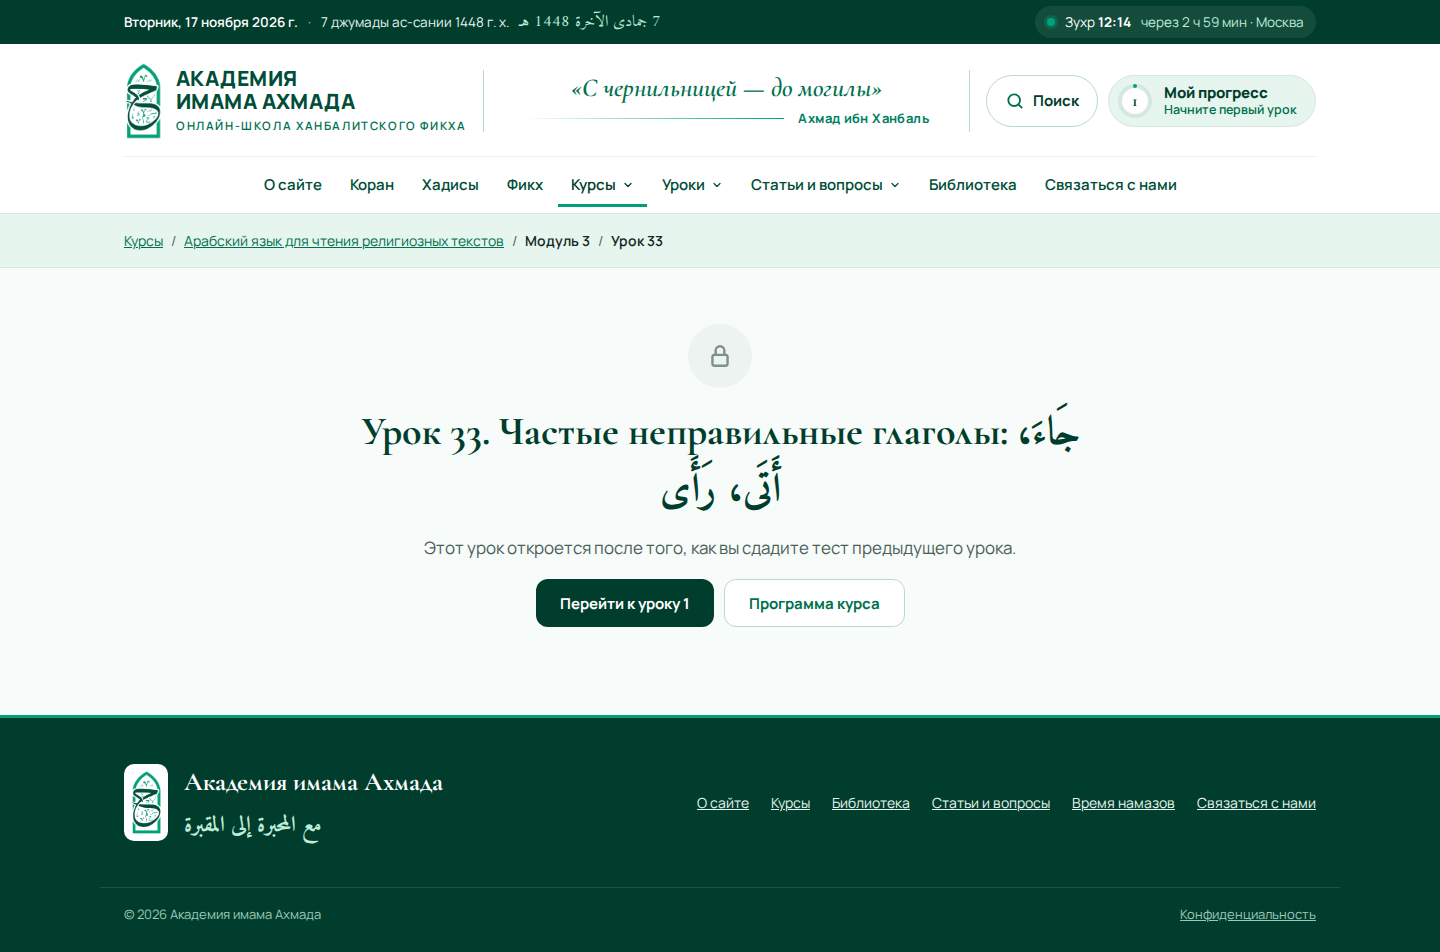 Вторник, 17 ноября 2026 г. · 7 джумады ас-сании 1448 г. х. 7 جمادى الآخرة 1448 هـ
Зухр 12:14 через 2 ч 59 мин · Москва
АКАДЕМИЯ
ИМАМА АХМАДА
ОНЛАЙН-ШКОЛА ХАНБАЛИТСКОГО ФИКХА
«С чернильницей — до могилы»
Ахмад ибн Ханбаль
Поиск
1
Мой прогресс
Начните первый урок
О сайте Коран Хадисы Фикх Курсы Уроки Статьи и вопросы Библиотека Связаться с нами
Курсы / Арабский язык для чтения религиозных текстов / Модуль 3 / Урок 33
Урок 33. Частые неправильные глаголы: جَاءَ،
أَتَى، رَأَى
Этот урок откроется после того, как вы сдадите тест предыдущего урока.
Перейти к уроку 1
Программа курса
Академия имама Ахмада
مع المحبرة إلى المقبرة
О сайте Курсы Библиотека Статьи и вопросы Время намазов Связаться с нами
© 2026 Академия имама Ахмада
Конфиденциальность